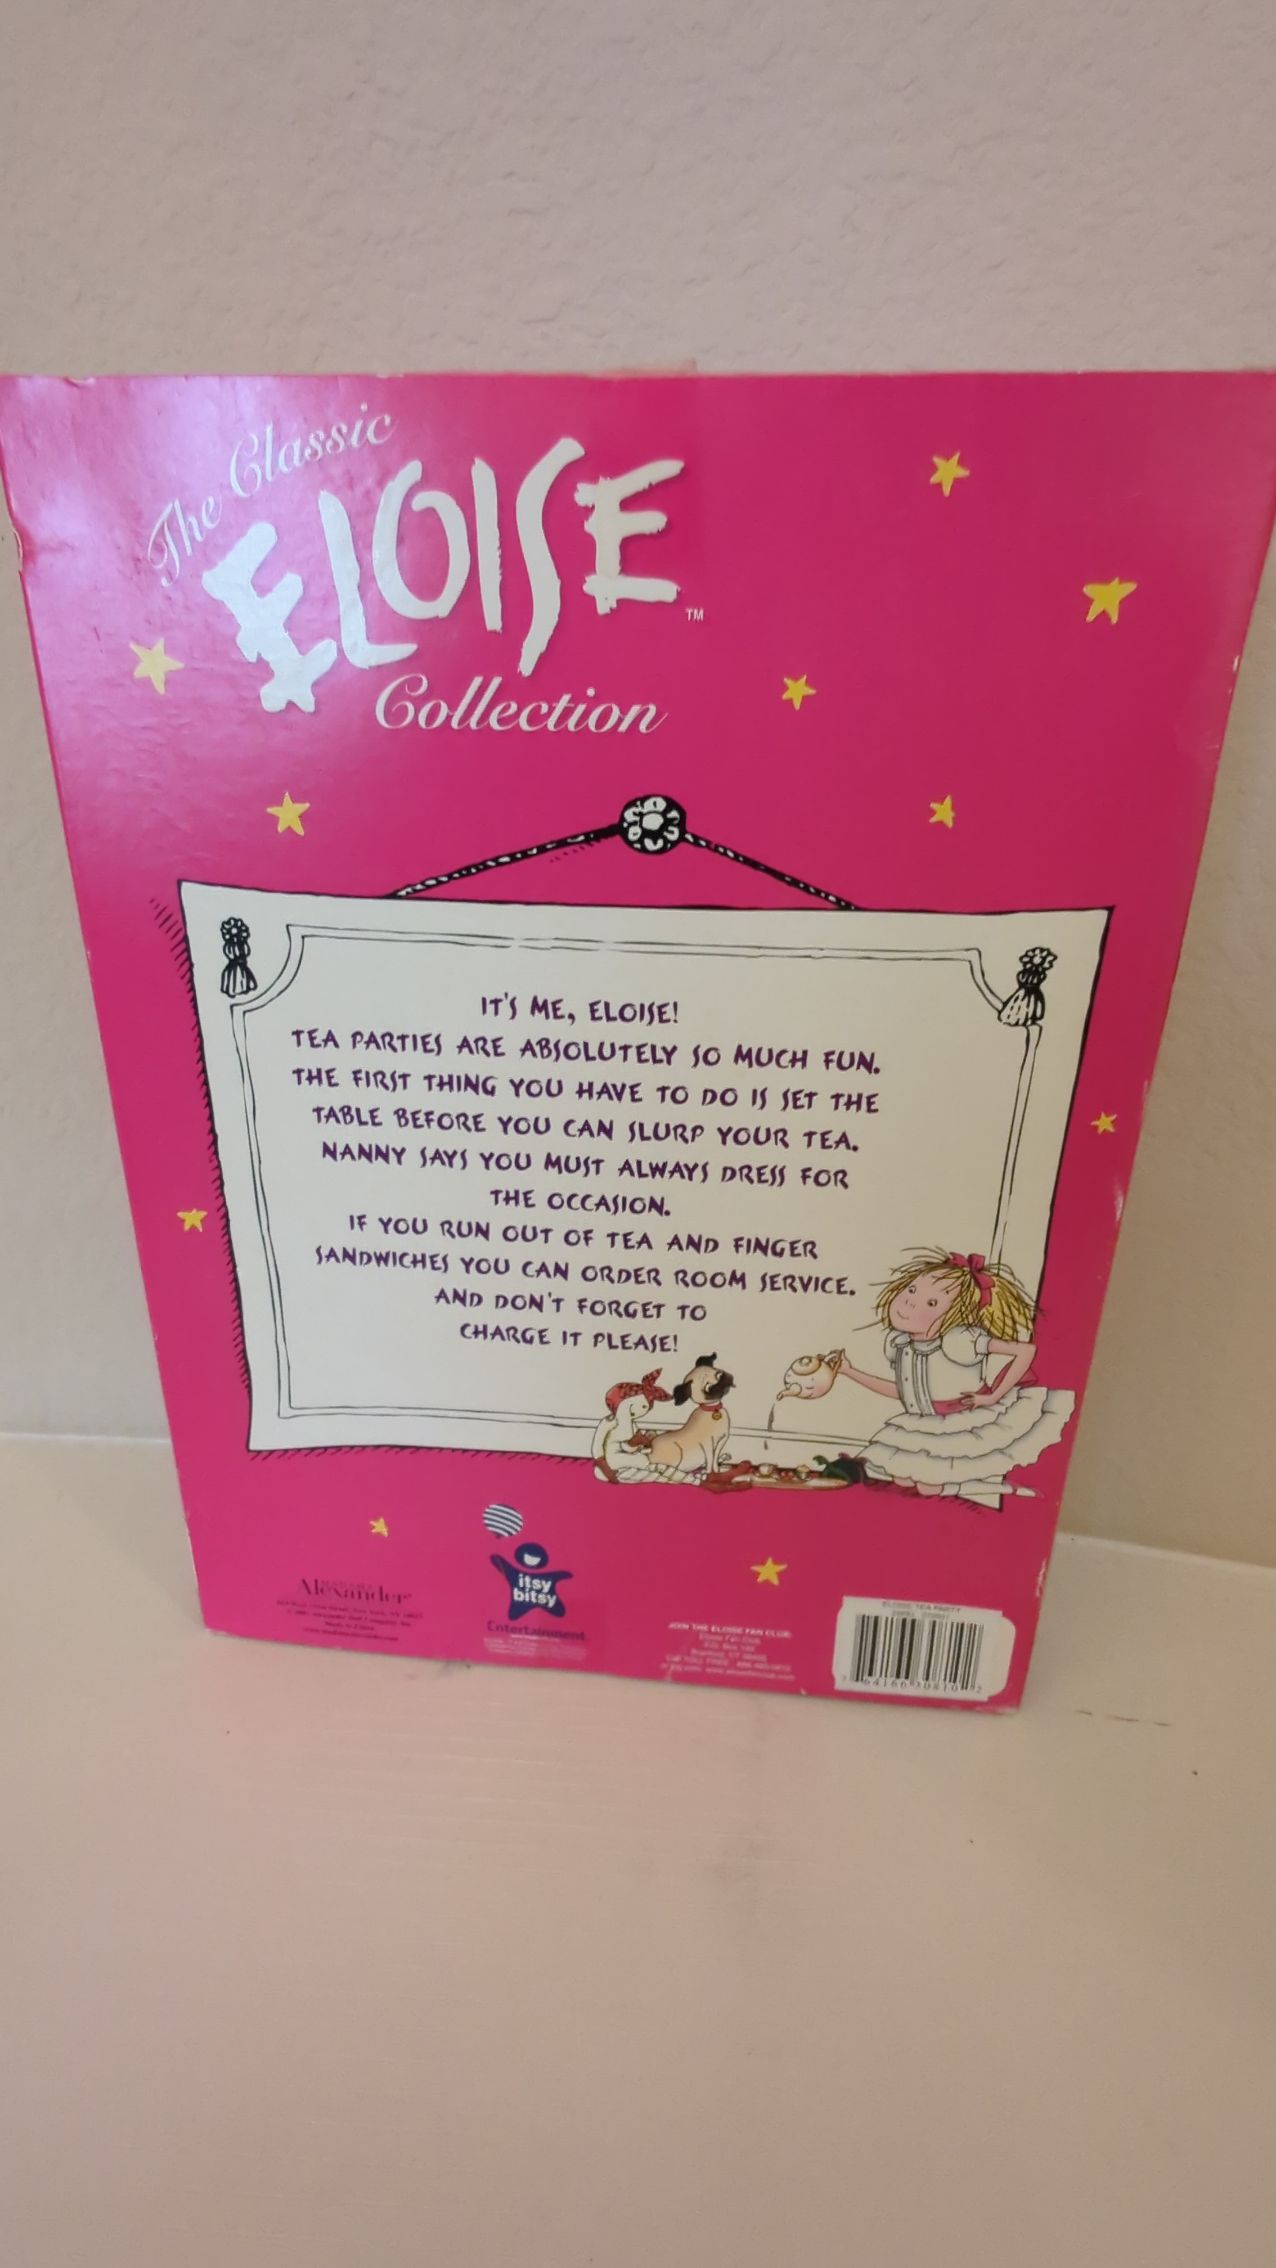 The Classic
ELOISE TM
Collection
IT'S ME, ELOISE!
TEA PARTIES ARE ABSOLUTELY SO MUCH FUN.
THE FIRST THING YOU HAVE TO DO IS SET THE
TABLE BEFORE YOU CAN SLURP YOUR TEA.
NANNY SAYS YOU MUST ALWAYS DRESS FOR
THE OCCASION.
IF YOU RUN OUT OF TEA AND FINGER
SANDWICHES YOU CAN ORDER ROOM SERVICE.
AND DON'T FORGET TO
CHARGE IT PLEASE!
Alexander
itsy
bitsy
Entertainment
JOIN THE ELOISE FAN CLUB:
Eloise Fan Club
ELOISE TEA PARTY